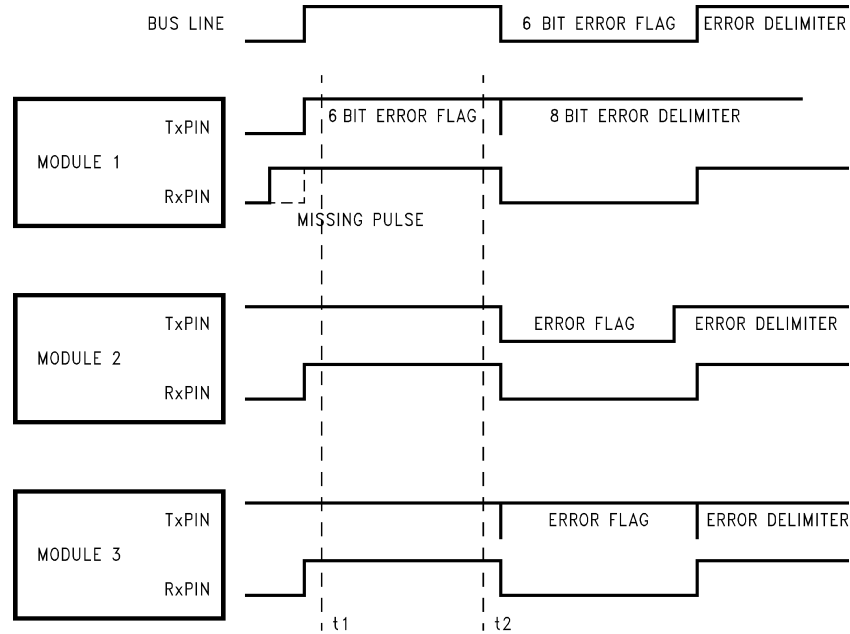 BUS LINE 6 BIT ERROR FLAG ERROR DELIMITER
TxPIN 6 BIT ERROR FLAG 8 BIT ERROR DELIMITER
MODULE 1
RxPIN
MISSING PULSE
TxPIN ERROR FLAG ERROR DELIMITER
MODULE 2
RxPIN
TxPIN ERROR FLAG ERROR DELIMITER
MODULE 3
RxPIN
t1 t2